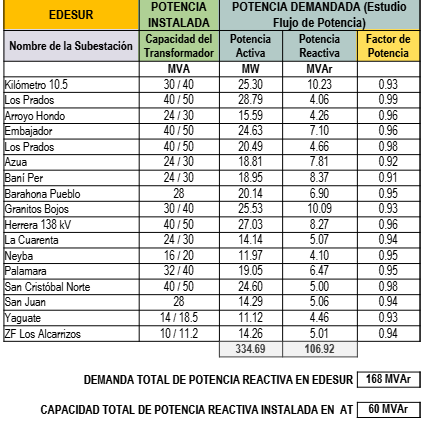 EDESUR POTENCIA INSTALADA POTENCIA DEMANDADA (Estudio Flujo de Potencia)
Nombre de la Subestación Capacidad del Transformador Potencia Activa Potencia Reactiva Factor de Potencia
MVA MW MVAr
Kilómetro 10.5 30 / 40 25.30 10.23 0.93
Los Prados 40 / 50 28.79 4.06 0.99
Arroyo Hondo 24 / 30 15.59 4.26 0.96
Embajador 40 / 50 24.63 7.10 0.96
Los Prados 40 / 50 20.49 4.66 0.98
Azua 24 / 30 18.81 7.81 0.92
Baní Per 24 / 30 18.95 8.37 0.91
Barahona Pueblo 28 20.14 6.90 0.95
Granitos Bojos 30 / 40 25.53 10.09 0.93
Herrera 138 kV 40 / 50 27.03 8.27 0.96
La Cuarenta 24 / 30 14.14 5.07 0.94
Neyba 16 / 20 11.97 4.10 0.95
Palamara 32 / 40 19.05 6.47 0.95
San Cristóbal Norte 40 / 50 24.60 5.00 0.98
San Juan 28 14.29 5.06 0.94
Yaguate 14 / 18.5 11.12 4.46 0.93
ZF Los Alcarrizos 10 / 11.2 14.26 5.01 0.94
334.69 106.92
DEMANDA TOTAL DE POTENCIA REACTIVA EN EDESUR 168 MVAr
CAPACIDAD TOTAL DE POTENCIA REACTIVA INSTALADA EN AT 60 MVAr